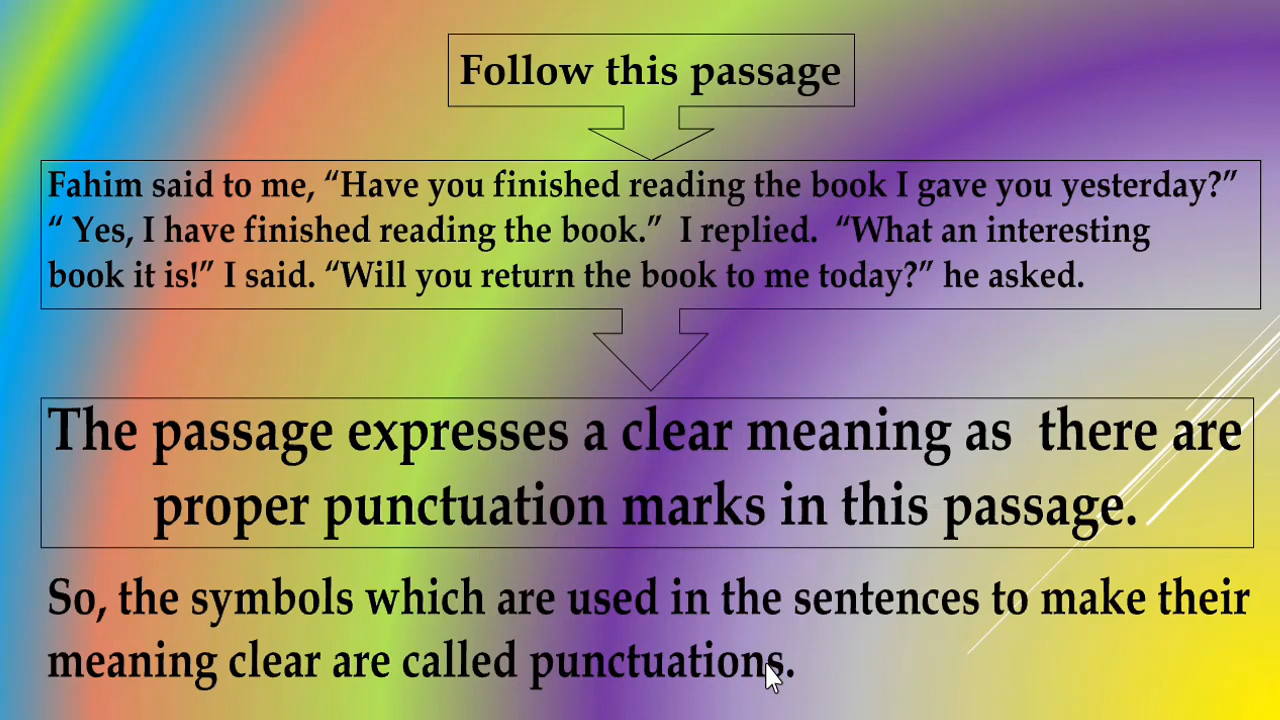 Follow this passage
Fahim said to me, “Have you finished reading the book I gave you yesterday?”
“ Yes, I have finished reading the book.”  I replied.  “What an interesting
book it is!” I said. “Will you return the book to me today?” he asked.
The passage expresses a clear meaning as  there are
proper punctuation marks in this passage.
So, the symbols which are used in the sentences to make their
meaning clear are called punctuations.